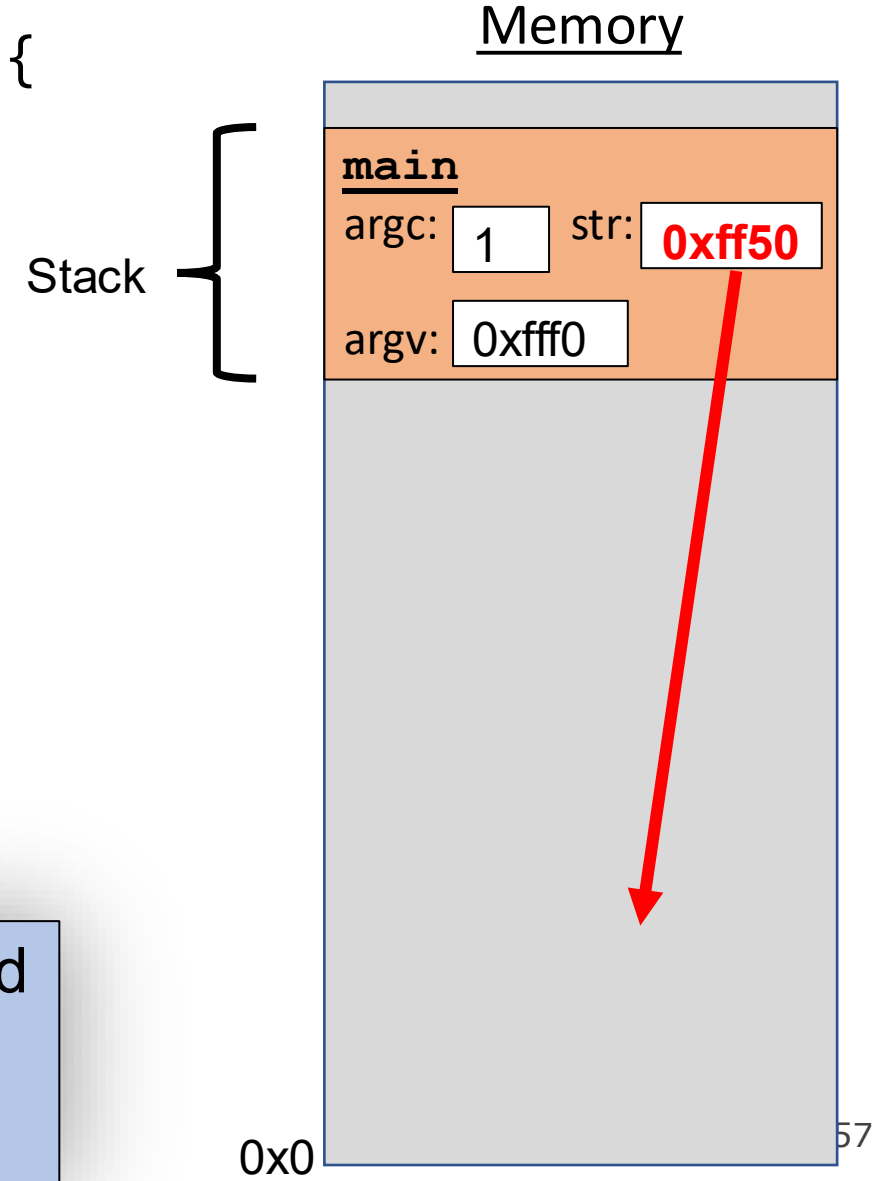 Memory
{
main
argc: 1 str: 0xff50
Stack
argv: 0xfff0
d
0x0
57